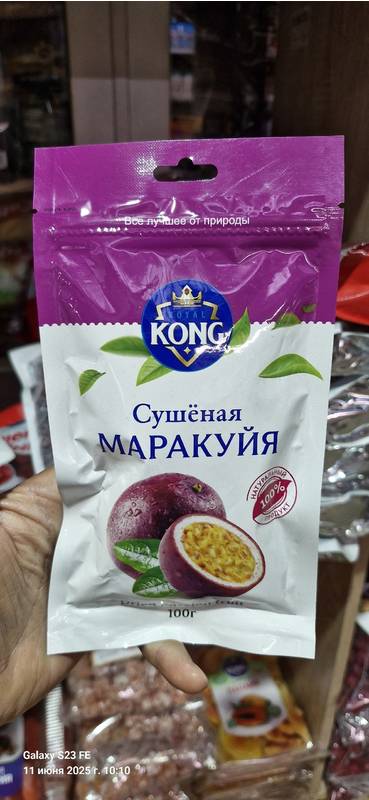 Всё лучшее от природы
ROYAL
KONG
Сушёная
МАРАКУЙЯ
НАТУРАЛЬНЫЙ
100%
ПРОДУКТ
100г
Galaxy S23 FE
11 июня 2025 г. 10:10